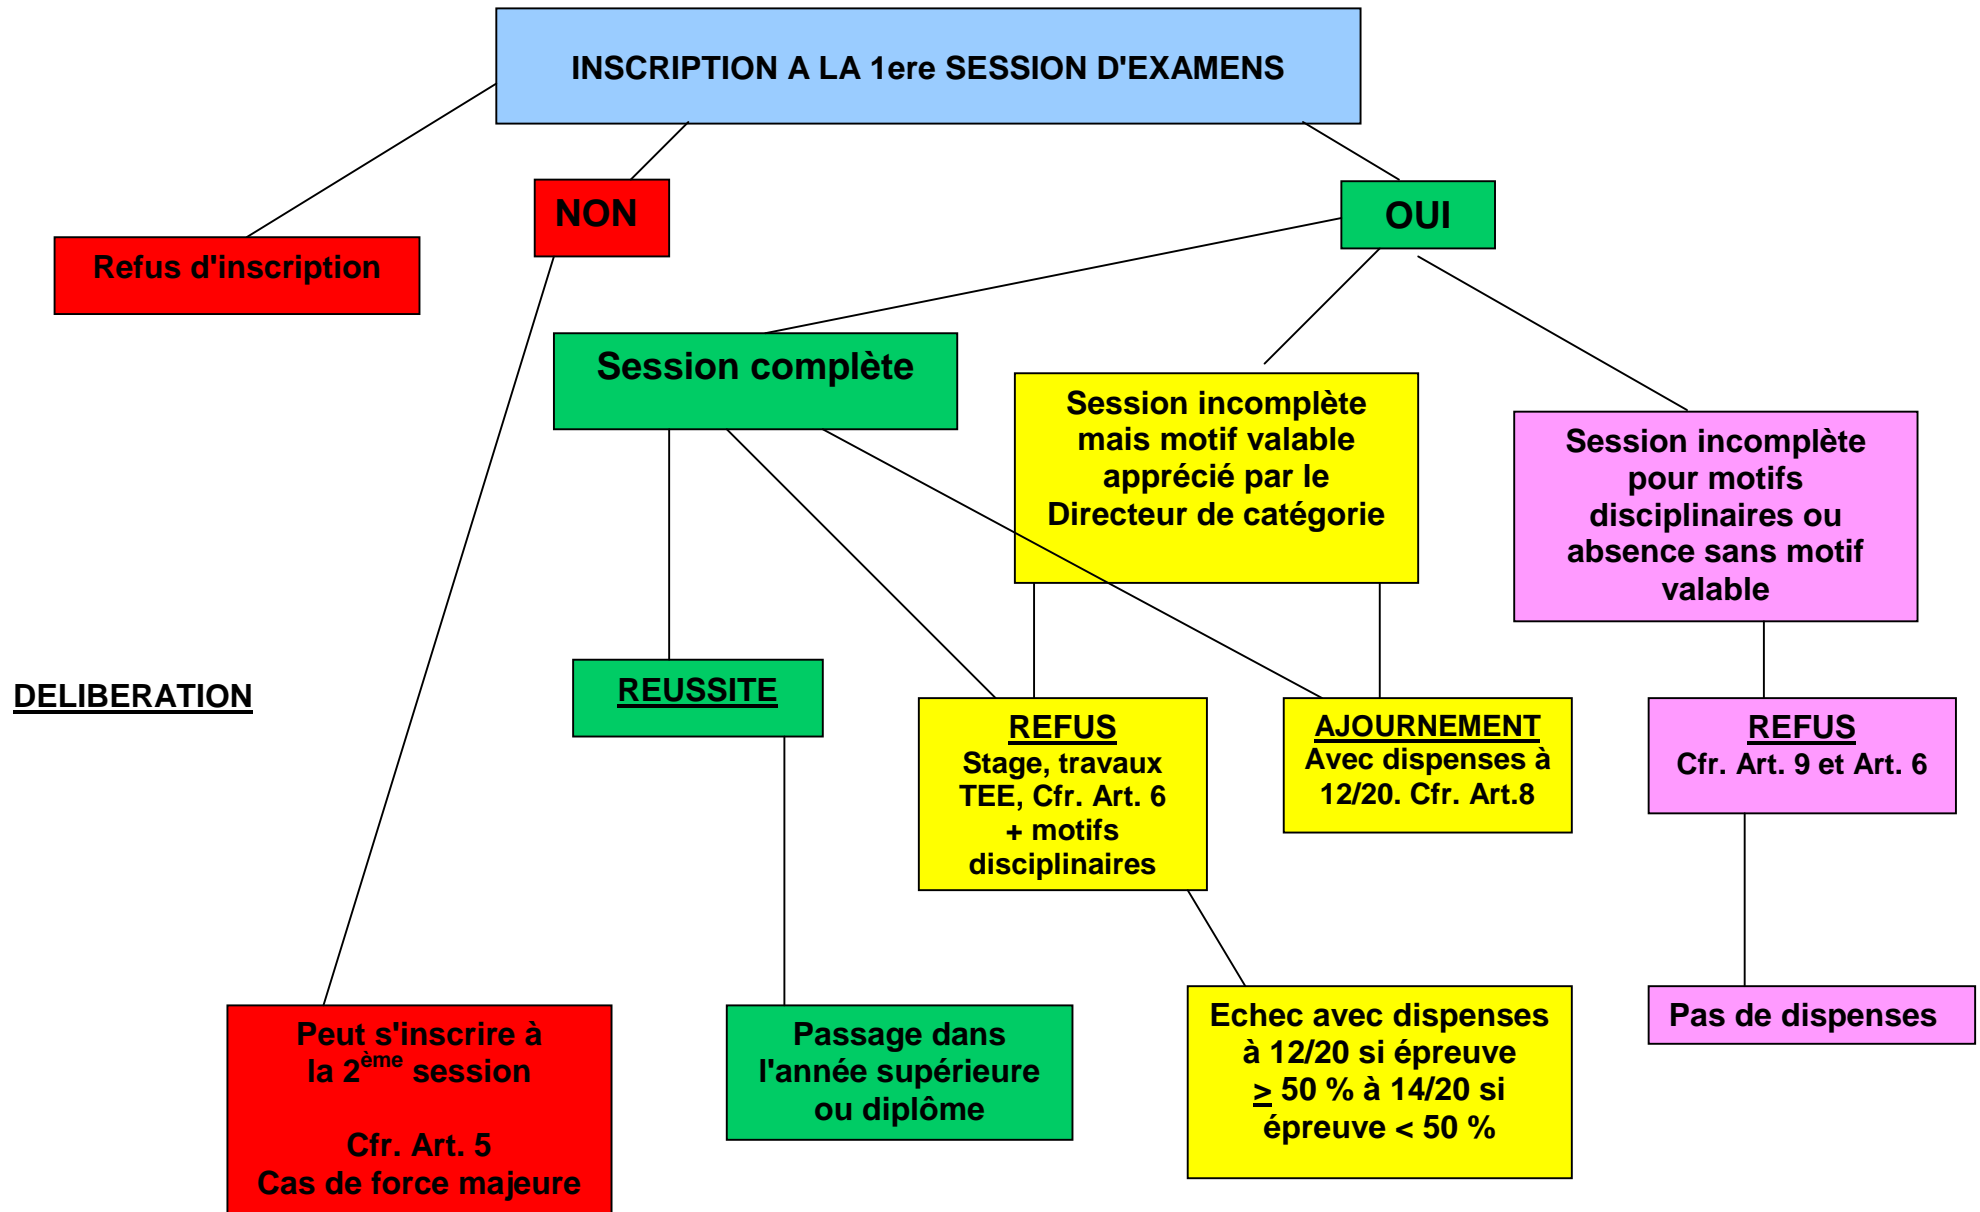 INSCRIPTION A LA 1ere SESSION D'EXAMENS
NON
OUI
Refus d'inscription
Session complète
Session incomplète
mais motif valable
apprécié par le
Directeur de catégorie
Session incomplète
pour motifs
disciplinaires ou
absence sans motif
valable
DELIBERATION
REUSSITE
REFUS
Stage, travaux
TEE, Cfr. Art. 6
+ motifs
disciplinaires
AJOURNEMENT
Avec dispenses à
12/20. Cfr. Art.8
REFUS
Cfr. Art. 9 et Art. 6
Peut s'inscrire à
la 2ème session
Cfr. Art. 5
Cas de force majeure
Passage dans
l'année supérieure
ou diplôme
Echec avec dispenses
à 12/20 si épreuve
≥ 50 % à 14/20 si
épreuve < 50 %
Pas de dispenses